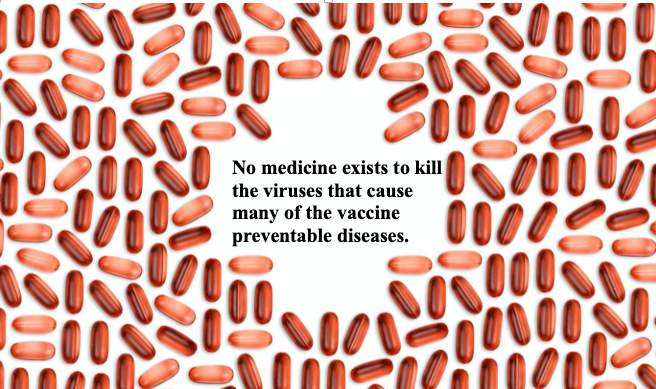 No medicine exists to kill
the viruses that cause
many of the vaccine
preventable diseases.